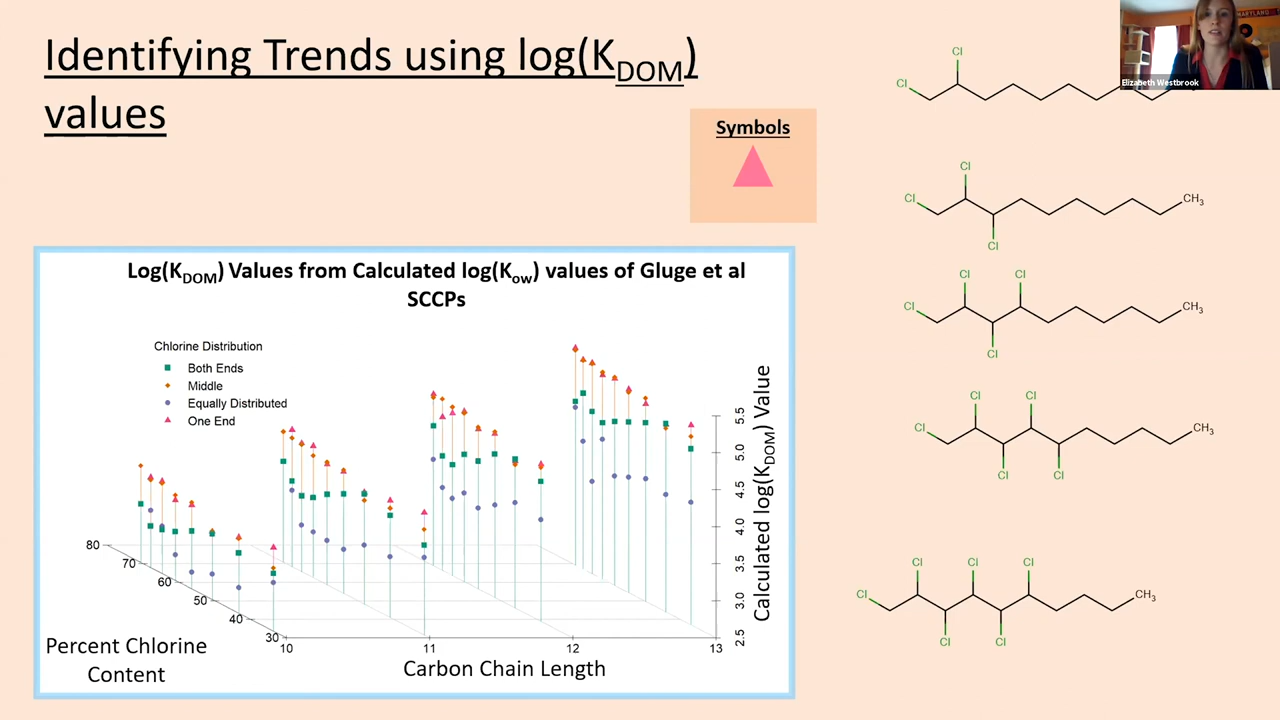 Identifying Trends using log(KDOM)
values
Symbols
Log(KDOM) Values from Calculated log(Kow) values of Gluge et al
SCCPs
Chlorine Distribution
Both Ends
Middle
Equally Distributed
One End
80
70
60
50
40
30
Percent Chlorine
Content
10
11
12
13
Carbon Chain Length
5.5
5.0
4.5
4.0
3.5
3.0
2.5
Calculated log(KDOM) Value
Cl
Cl
Cl
Cl
Cl
CH3
Cl
Cl
Cl
Cl
CH3
Cl
Cl
Cl
Cl
Cl
CH3
Cl
Cl
Cl
Cl
Cl
Cl
CH3
MARYLAND
Elizabeth Westbrook